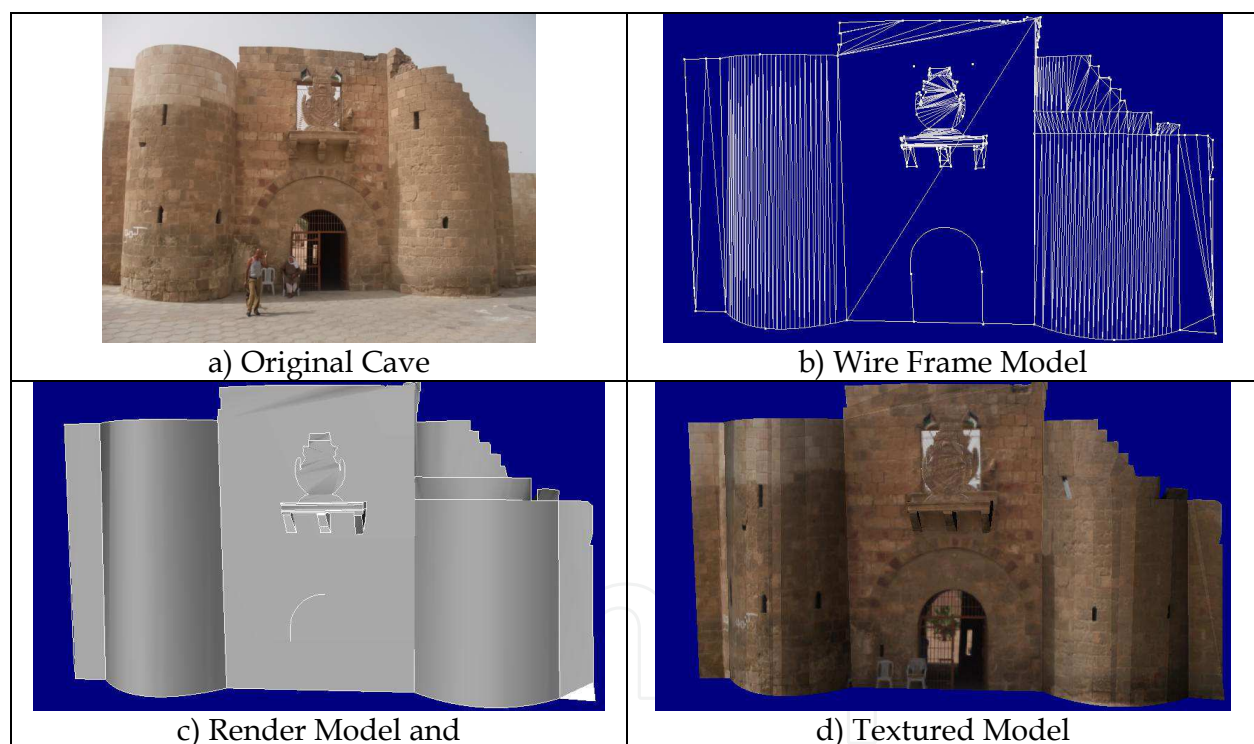 a) Original Cave
b) Wire Frame Model
c) Render Model and
d) Textured Model